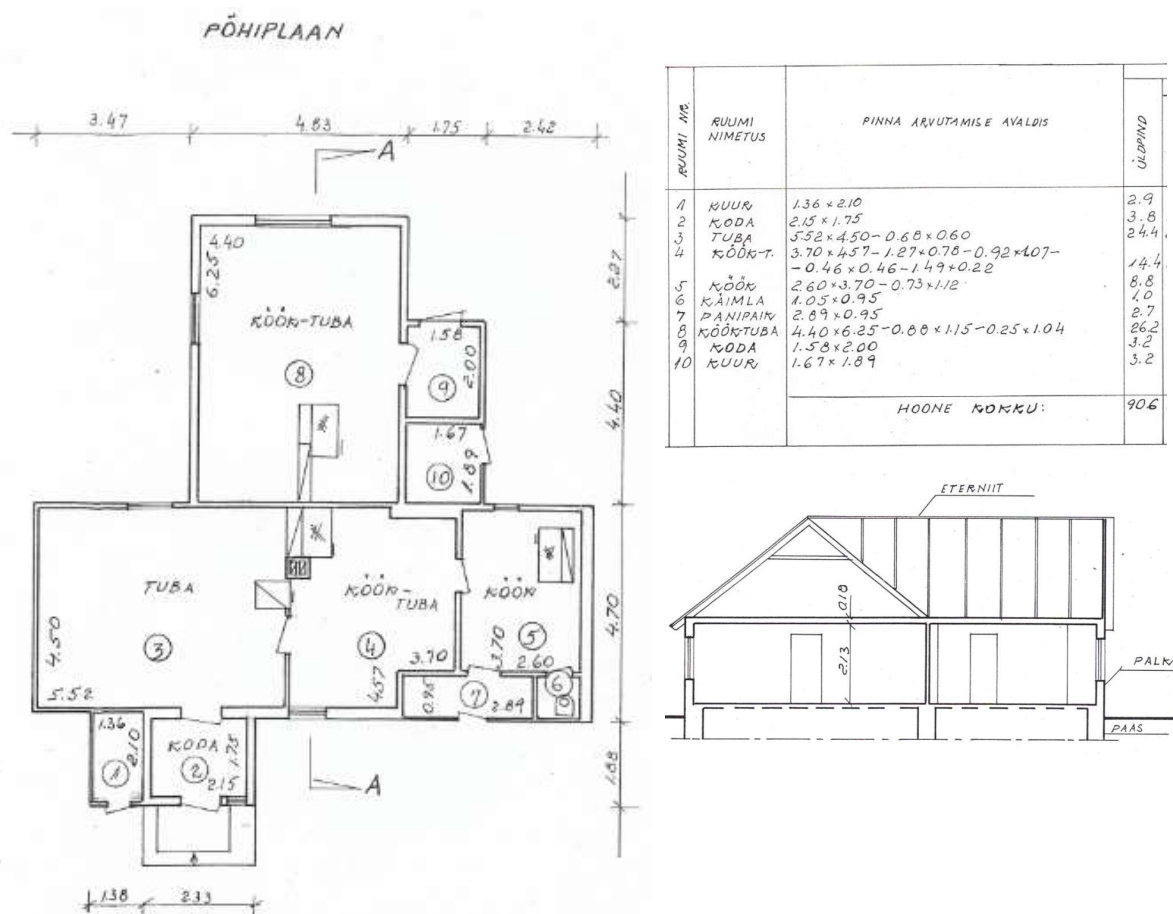 PÕHIPLAAN
3.47 4.83 1.75 2.42
A
4.40
6.25
KÖÖK-TUBA
8
1.58
2.00
9
1.67
1.89
10
2.27
4.40
4.70
1.88
TUBA
3
4.50
5.52
KÖÖK-
TUBA
4
3.70
4.57
KÖÖK
5
3.70
2.60
6
0.95
7
2.89
1.36
2.10
1
KODA
1.75
2
2.15
A
1.38 2.33
RUUMI NR. RUUMI NIMETUS PINNA ARVUTAMISE AVALDIS ÜLDPIND
1 KUUR 1.36 × 2.10 2.9
2 KODA 2.15 × 1.75 3.8
3 TUBA 5.52 × 4.50 - 0.68 × 0.60 24.4
4 KÖÖK-T. 3.70 × 4.57 - 1.27 × 0.78 - 0.92 × 1.07 -
- 0.46 × 0.46 - 1.49 × 0.22 14.4
5 KÖÖK 2.60 × 3.70 - 0.73 × 1.12 8.8
6 KÄIMLA 1.05 × 0.95 1.0
7 PANIPAIK 2.89 × 0.95 2.7
8 KÖÖK-TUBA 4.40 × 6.25 - 0.88 × 1.15 - 0.25 × 1.04 26.2
9 KODA 1.58 × 2.00 3.2
10 KUUR 1.67 × 1.89 3.2
HOONE KOKKU: 90.6
ETERNIIT
0.18
2.13
PALK
PAAS